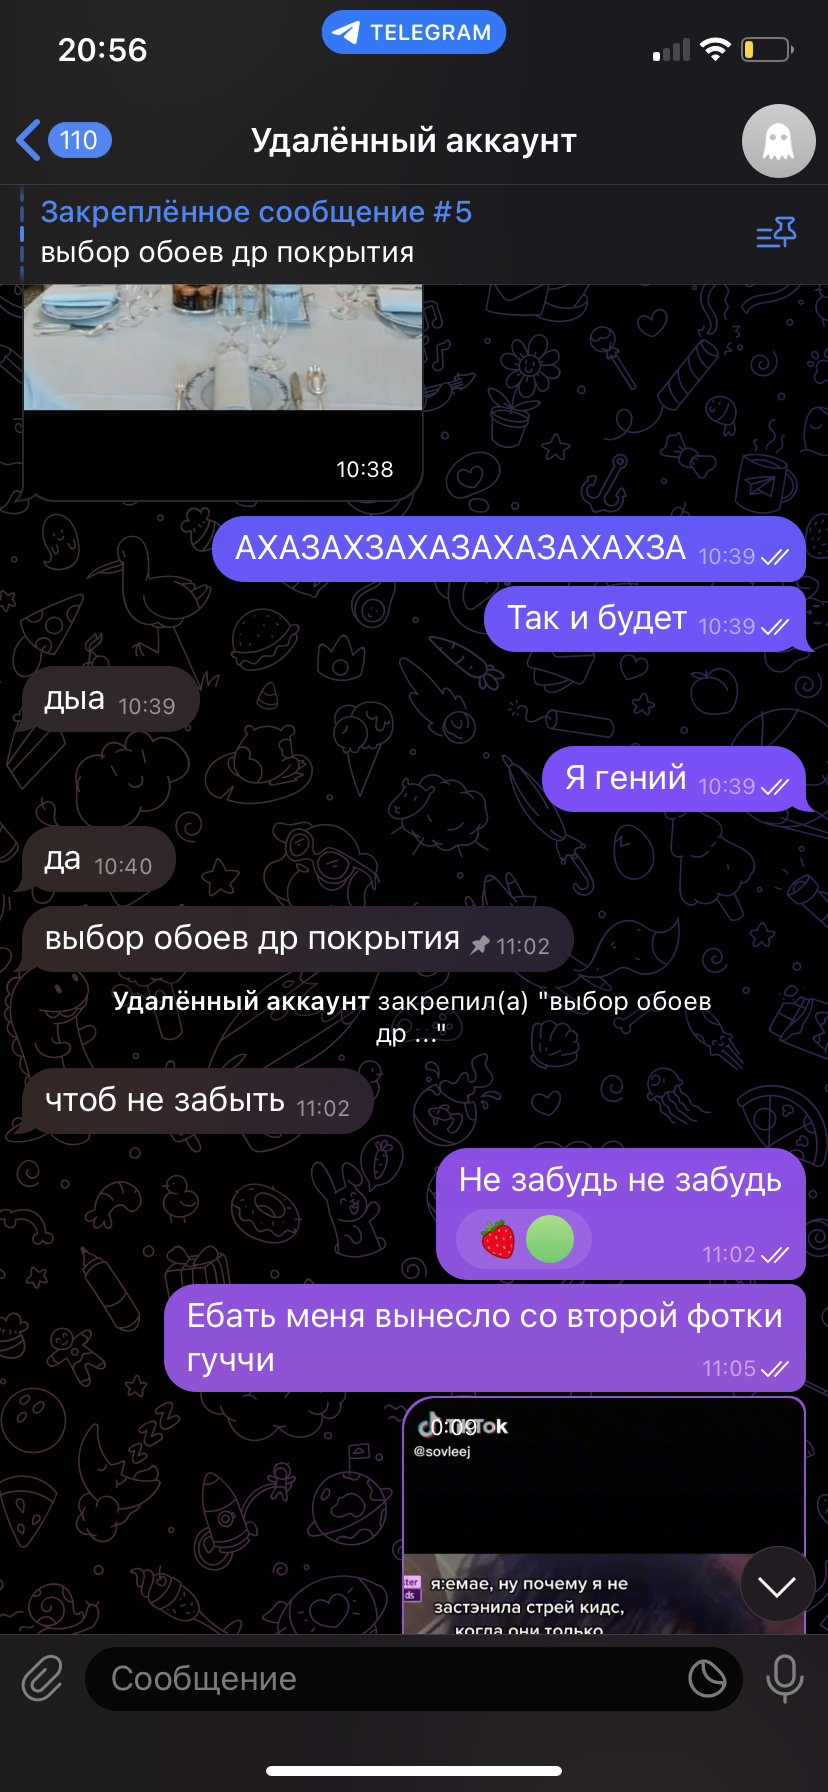 20:56
TELEGRAM
110
Удалённый аккаунт
Закреплённое сообщение #5
выбор обоев др покрытия
10:38
АХАЗАХЗАХАЗАХАЗАХАХЗА 10:39
Так и будет 10:39
дыа 10:39
Я гений 10:39
да 10:40
выбор обоев др покрытия 11:02
Удалённый аккаунт закрепил(а) "выбор обоев
др ..."
чтоб не забыть 11:02
Не забудь не забудь
11:02
Ебать меня вынесло со второй фотки
гуччи 11:05
0:09
TikTok
@sovleej
ter
ds
я:емае, ну почему я не
застэнила стрей кидс,
когда они только
Сообщение